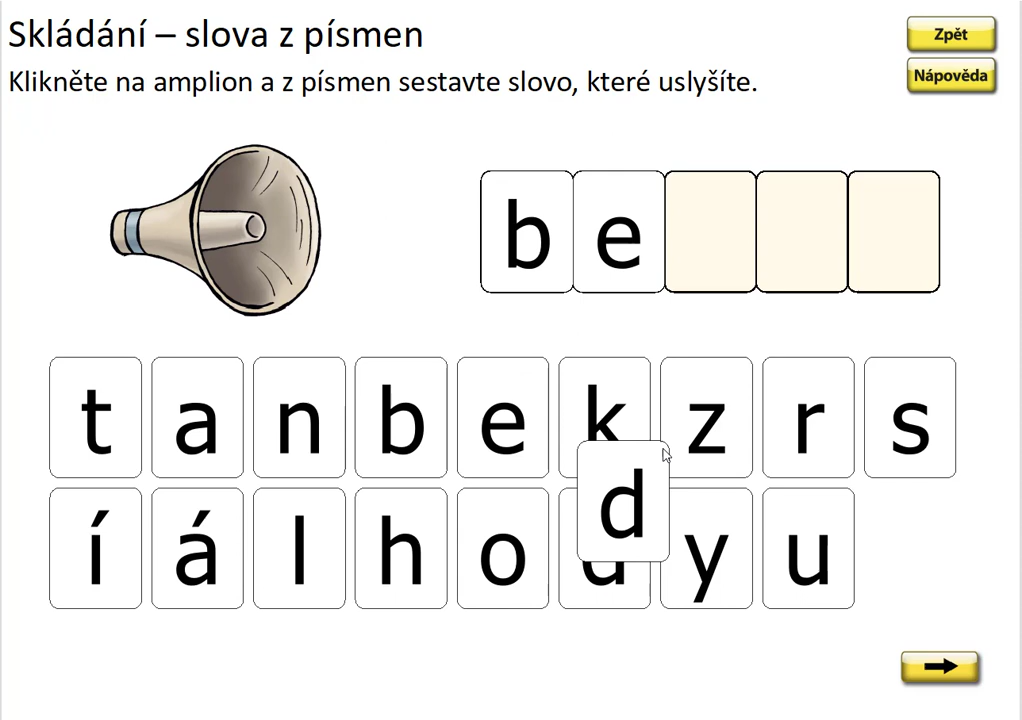 Skládání – slova z písmen
Zpět
Klikněte na amplion a z písmen sestavte slovo, které uslyšíte.
Nápověda
b e
t a n b e k z r s
d
í á l h o d y u